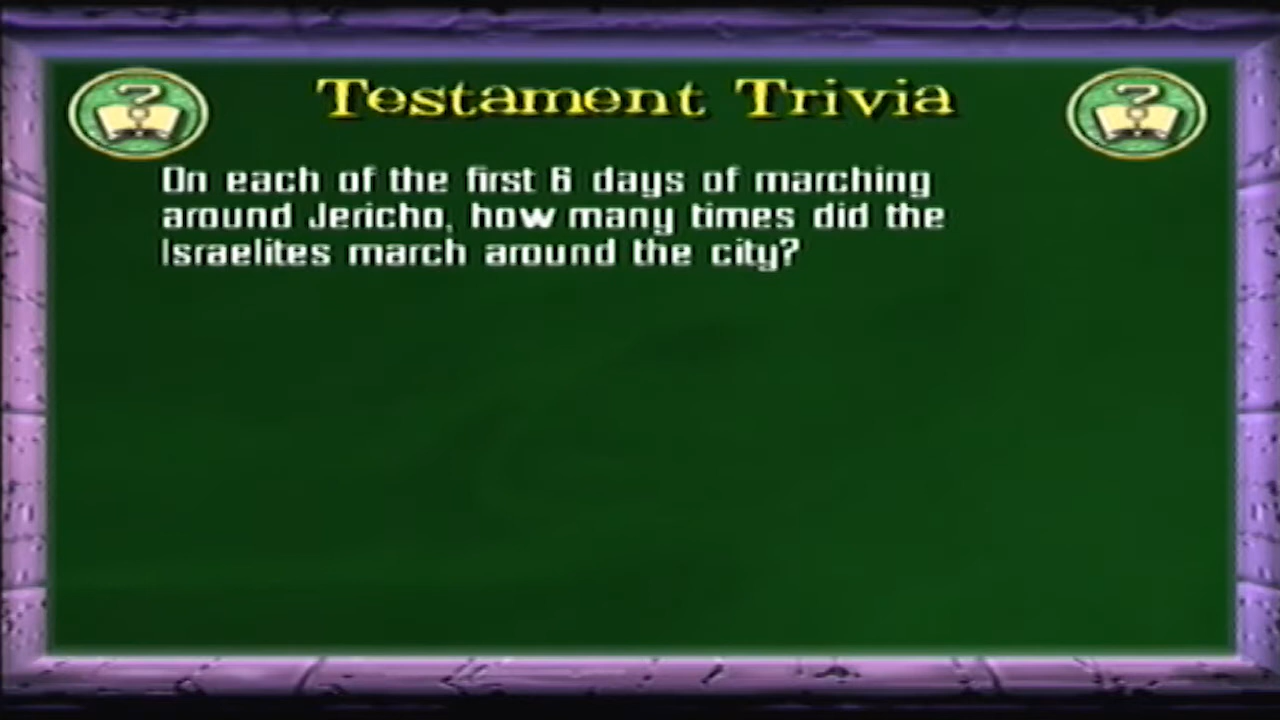 Testament Trivia
On each of the first 6 days of marching
around Jericho, how many times did the
Israelites march around the city?